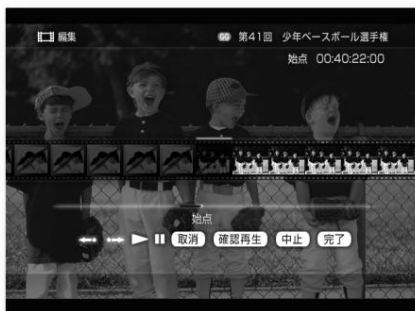 編集
GG 第41回 少年ベースボール選手権
始点 00:40:22:00
始点
取消 確認再生 中止 完了